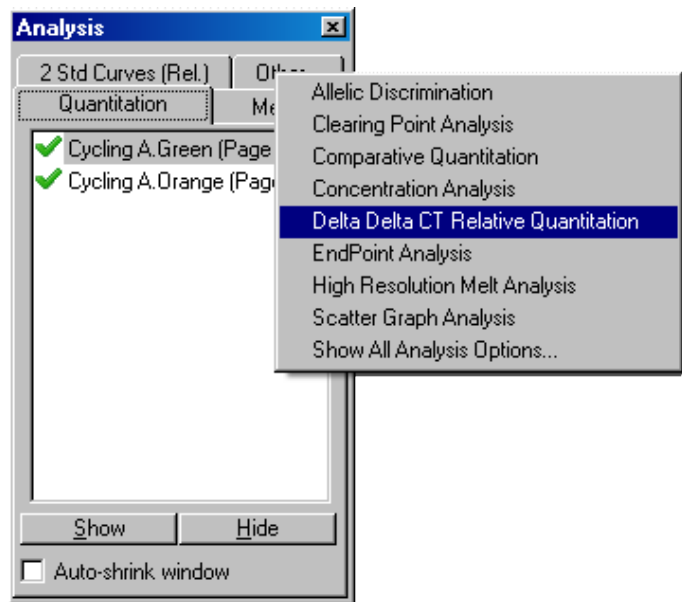 Analysis
2 Std Curves (Rel.)
Quantitation
Cycling A.Green (Page
Cycling A.Orange
Allelic Discrimination
Clearing Point Analysis
Comparative Quantitation
Concentration Analysis
Delta Delta CT Relative Quantitation
EndPoint Analysis
High Resolution Melt Analysis
Scatter Graph Analysis
Show All Analysis Options...
Show Hide
Auto-shrink window